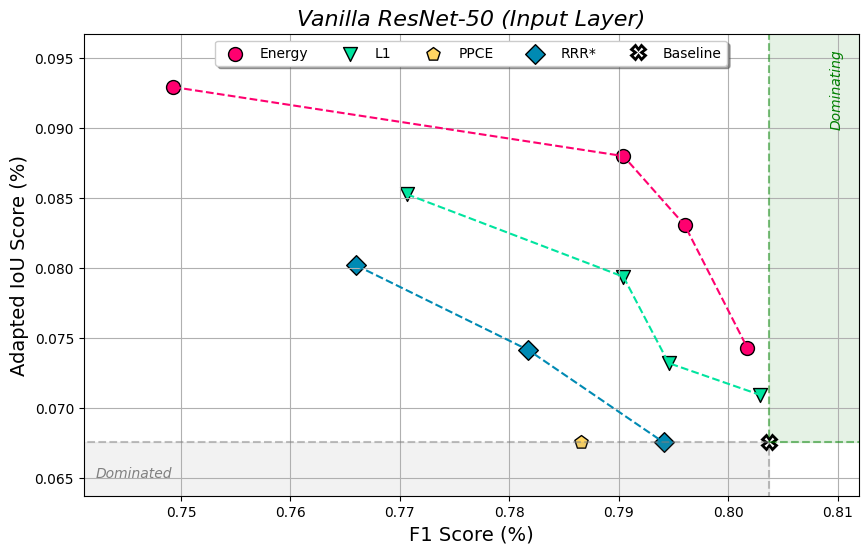 Vanilla ResNet-50 (Input Layer)
Energy L1 PPCE RRR* Baseline
Dominating
Adapted IoU Score (%)
0.095
0.090
0.085
0.080
0.075
0.070
0.065
Dominated
0.75 0.76 0.77 0.78 0.79 0.80 0.81
F1 Score (%)